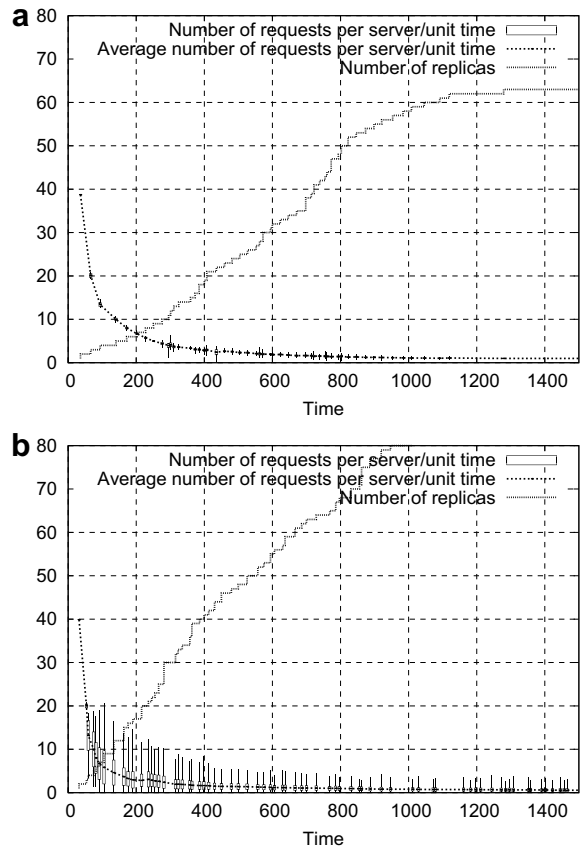 a
80
70
60
50
40
30
20
10
0
Number of requests per server/unit time
Average number of requests per server/unit time
Number of replicas
0 200 400 600 800 1000 1200 1400
Time
b
80
70
60
50
40
30
20
10
0
Number of requests per server/unit time
Average number of requests per server/unit time
Number of replicas
0 200 400 600 800 1000 1200 1400
Time